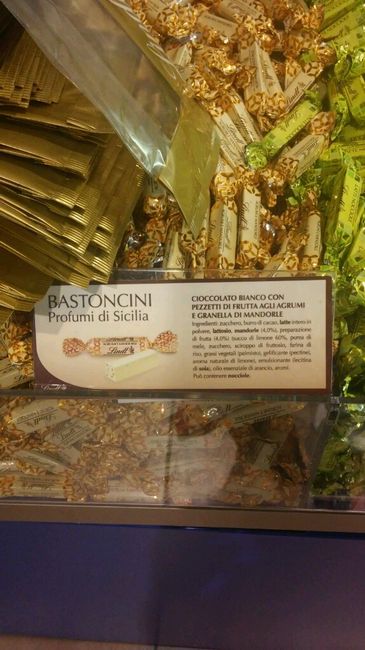 BASTONCINI
Profumi di Sicilia
Lindt
Lindt
CIOCCOLATO BIANCO CON
PEZZETTI DI FRUTTA AGLI AGRUMI
E GRANELLA DI MANDORLE
Ingredienti: zucchero, burro di cacao, latte intero in
polvere, lattosio, mandorle (4,0%), preparazione
di frutta (4,0%) (succo di limone 60%, purea di
mele, zucchero, sciroppo di fruttosio, farina di
riso, grassi vegetali (palmisto), gelificante (pectine),
aroma naturale di limone), emulsionante (lecitina
di soia), olio essenziale di arancio, aromi.
Può contenere nocciole.